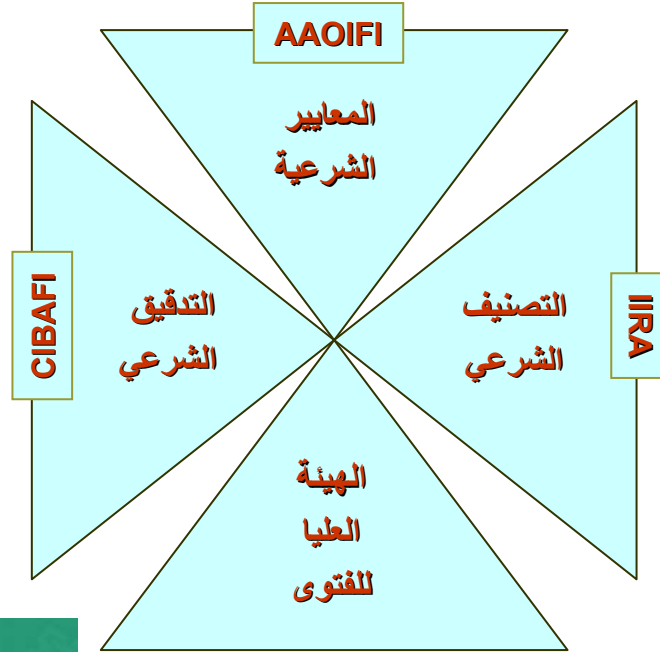 AAOIFI
المعايير
الشرعية
IIRA
التصنيف
الشرعي
CIBAFI
التدقيق
الشرعي
الهيئة
العليا
للفتوى